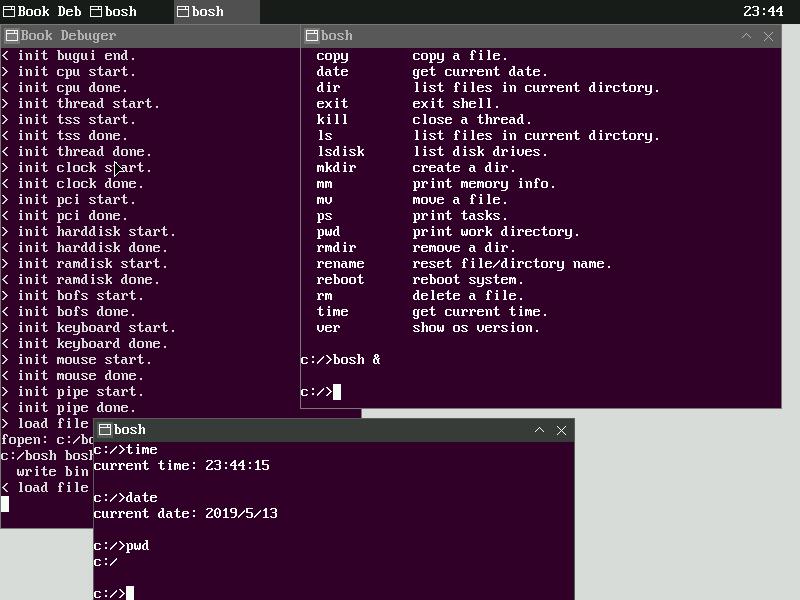 Book Deb bosh bosh 23:44
Book Debuger
< init bugui end.
> init cpu start.
< init cpu done.
> init thread start.
> init tss start.
< init tss done.
< init thread done.
> init clock start.
< init clock done.
> init pci start.
< init pci done.
> init harddisk start.
< init harddisk done.
> init ramdisk start.
< init ramdisk done.
> init bofs start.
< init bofs done.
> init keyboard start.
< init keyboard done.
> init mouse start.
< init mouse done.
> init pipe start.
< init pipe done.
> load file
fopen: c:/bo
c:/bosh bosh
write bin
< load file
bosh
copy copy a file.
date get current date.
dir list files in current dirctory.
exit exit shell.
kill close a thread.
ls list files in current dirctory.
lsdisk list disk drives.
mkdir create a dir.
mm print memory info.
mv move a file.
ps print tasks.
pwd print work directory.
rmdir remove a dir.
rename reset file/dirctory name.
reboot reboot system.
rm delete a file.
time get current time.
ver show os version.
c:/>bosh &
c:/>
bosh
c:/>time
current time: 23:44:15
c:/>date
current date: 2019/5/13
c:/>pwd
c:/
c:/>